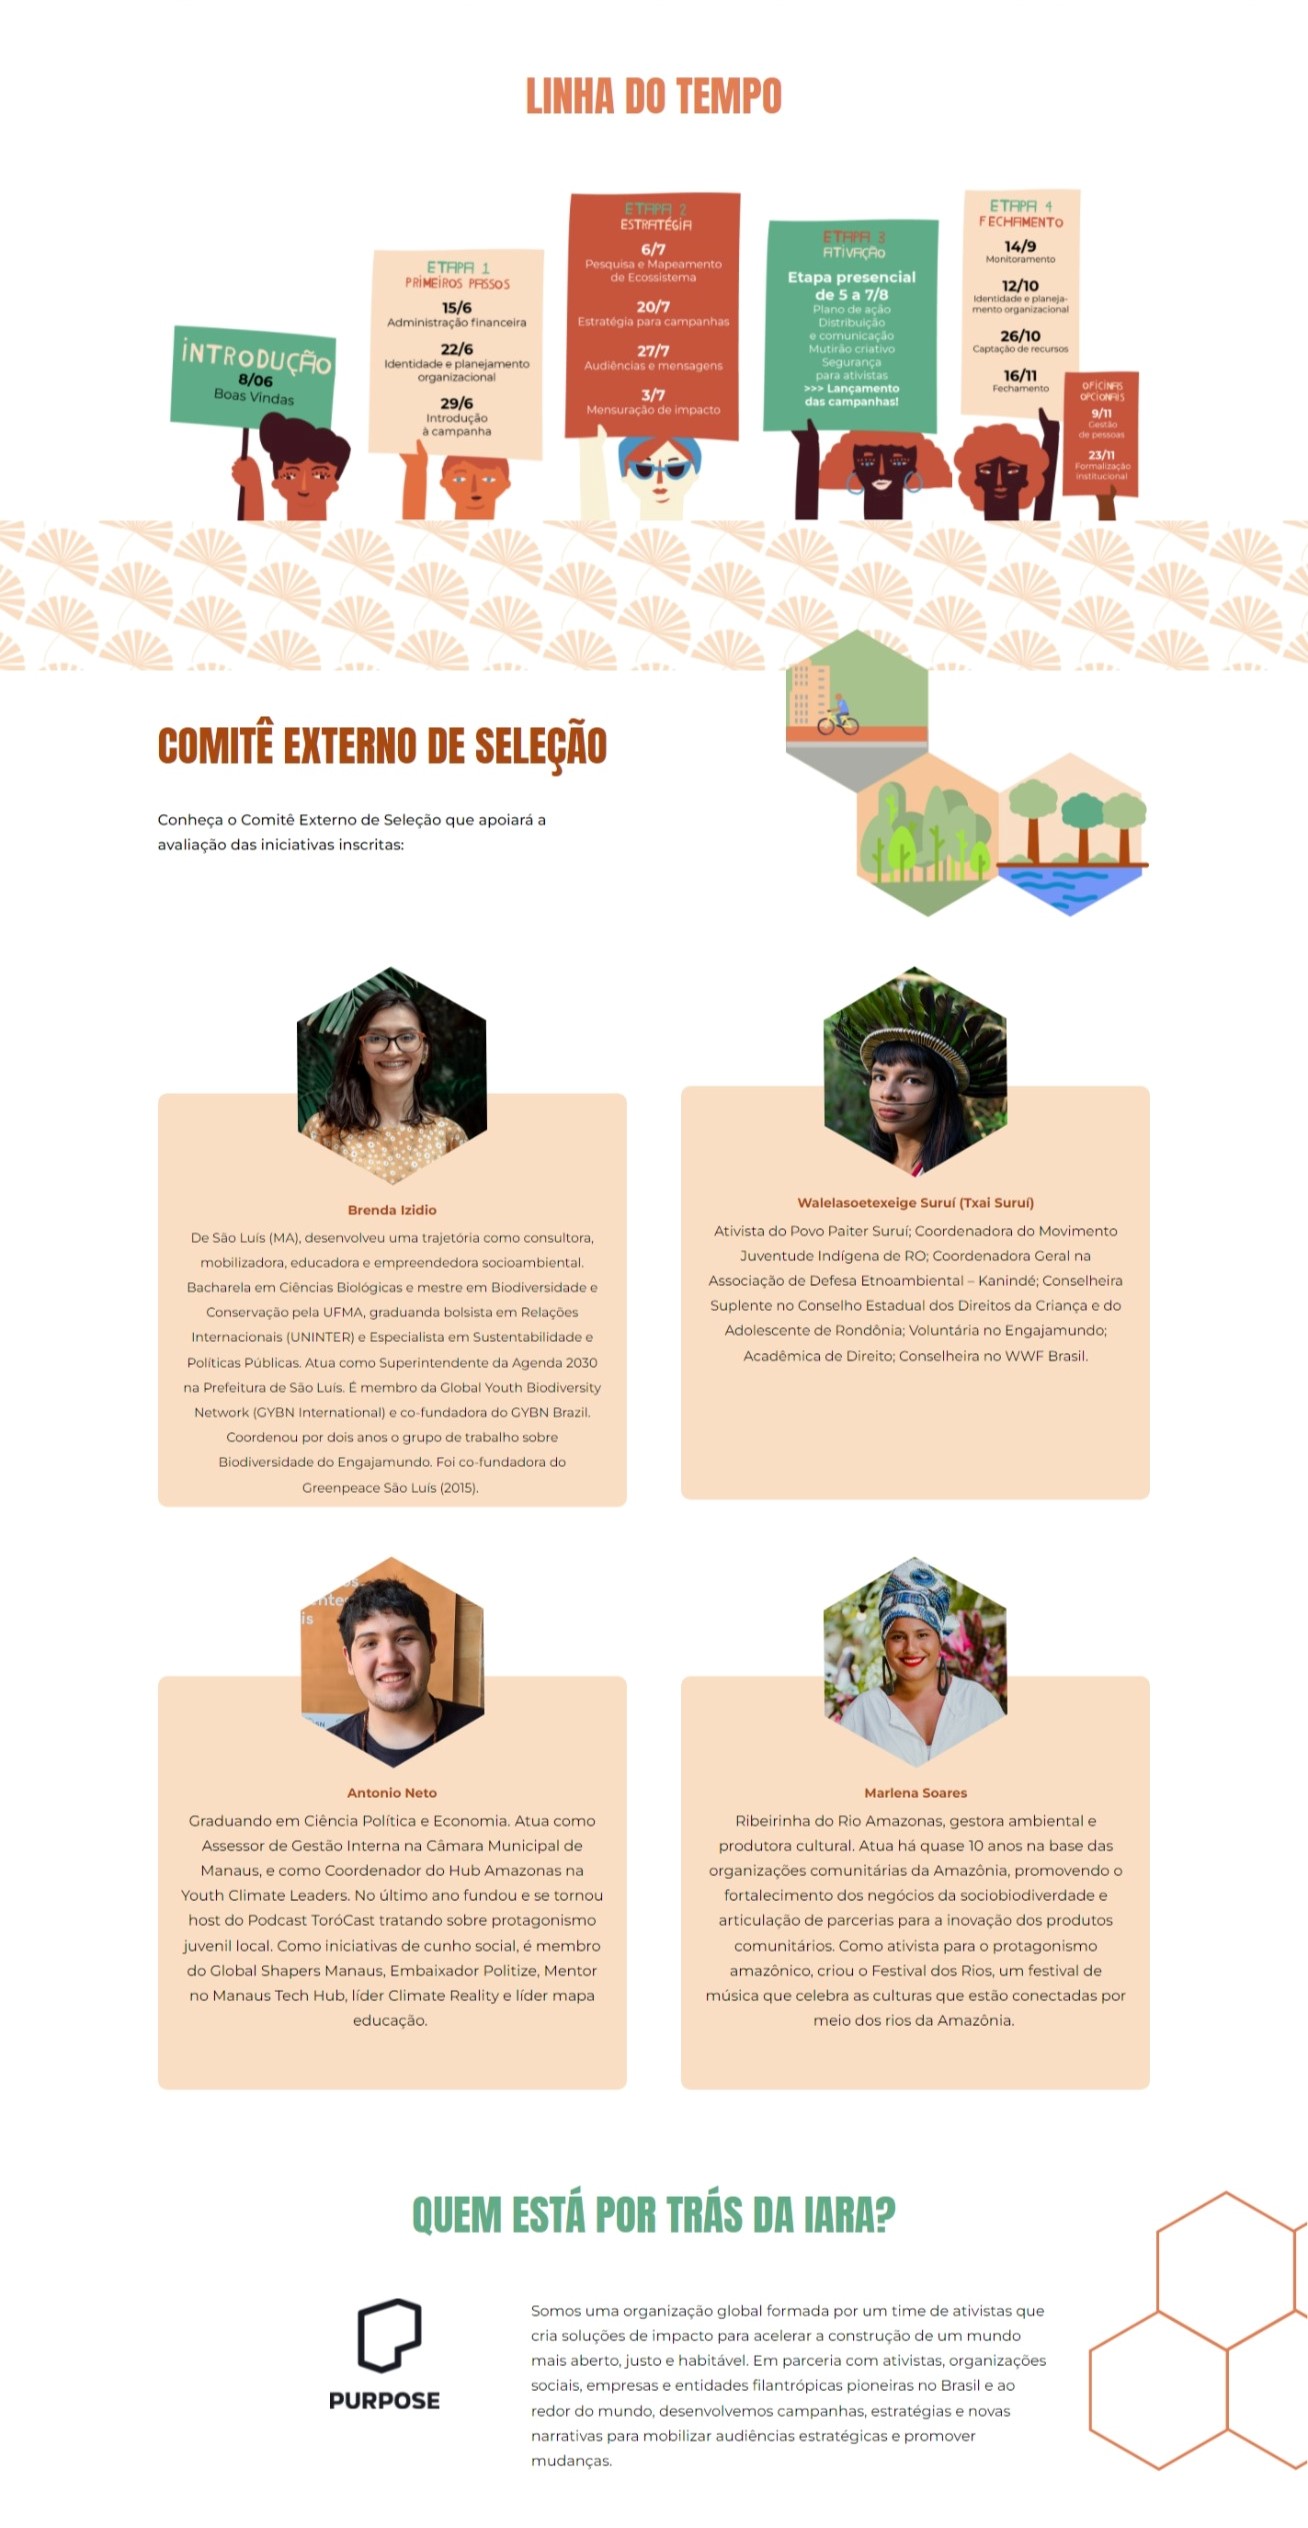 LINHA DO TEMPO
INTRODUÇÃO
8/06
Boas Vindas
ETAPA 1
PRIMEIROS PASSOS
15/6
Administração financeira
22/6
Identidade e planejamento
organizacional
29/6
Introdução
à campanha
ETAPA 2
ESTRATÉGIA
6/7
Pesquisa e Mapeamento
de Ecossistema
20/7
Estratégia para campanhas
27/7
Audiências e mensagens
3/7
Mensuração de impacto
ETAPA 3
ATIVAÇÃO
Etapa presencial
de 5 a 7/8
Plano de ação
Distribuição
e comunicação
Mutirão criativo
Segurança
para ativistas
>>> Lançamento
das campanhas!
ETAPA 4
FECHAMENTO
14/9
Monitoramento
12/10
Identidade e planeja-
mento organizacional
26/10
Captação de recursos
16/11
Fechamento
OFICINAS
OPCIONAIS
9/11
Gestão
de pessoas
23/11
Formalização
institucional
COMITÊ EXTERNO DE SELEÇÃO
Conheça o Comitê Externo de Seleção que apoiará a
avaliação das iniciativas inscritas:
Brenda Izidio
De São Luís (MA), desenvolveu uma trajetória como consultora,
mobilizadora, educadora e empreendedora socioambiental.
Bacharela em Ciências Biológicas e mestre em Biodiversidade e
Conservação pela UFMA, graduanda bolsista em Relações
Internacionais (UNINTER) e Especialista em Sustentabilidade e
Políticas Públicas. Atua como Superintendente da Agenda 2030
na Prefeitura de São Luís. É membro da Global Youth Biodiversity
Network (GYBN International) e co-fundadora do GYBN Brazil.
Coordenou por dois anos o grupo de trabalho sobre
Biodiversidade do Engajamundo. Foi co-fundadora do
Greenpeace São Luís (2015).
Walelasoetexeige Suruí (Txai Suruí)
Ativista do Povo Paiter Suruí; Coordenadora do Movimento
Juventude Indígena de RO; Coordenadora Geral na
Associação de Defesa Etnoambiental – Kanindé; Conselheira
Suplente no Conselho Estadual dos Direitos da Criança e do
Adolescente de Rondônia; Voluntária no Engajamundo;
Acadêmica de Direito; Conselheira no WWF Brasil.
Antonio Neto
Graduando em Ciência Política e Economia. Atua como
Assessor de Gestão Interna na Câmara Municipal de
Manaus, e como Coordenador do Hub Amazonas na
Youth Climate Leaders. No último ano fundou e se tornou
host do Podcast ToróCast tratando sobre protagonismo
juvenil local. Como iniciativas de cunho social, é membro
do Global Shapers Manaus, Embaixador Politize, Mentor
no Manaus Tech Hub, líder Climate Reality e líder mapa
educação.
Marlena Soares
Ribeirinha do Rio Amazonas, gestora ambiental e
produtora cultural. Atua há quase 10 anos na base das
organizações comunitárias da Amazônia, promovendo o
fortalecimento dos negócios da sociobiodiverdade e
articulação de parcerias para a inovação dos produtos
comunitários. Como ativista para o protagonismo
amazônico, criou o Festival dos Rios, um festival de
música que celebra as culturas que estão conectadas por
meio dos rios da Amazônia.
QUEM ESTÁ POR TRÁS DA IARA?
PURPOSE
Somos uma organização global formada por um time de ativistas que
cria soluções de impacto para acelerar a construção de um mundo
mais aberto, justo e habitável. Em parceria com ativistas, organizações
sociais, empresas e entidades filantrópicas pioneiras no Brasil e ao
redor do mundo, desenvolvemos campanhas, estratégias e novas
narrativas para mobilizar audiências estratégicas e promover
mudanças.